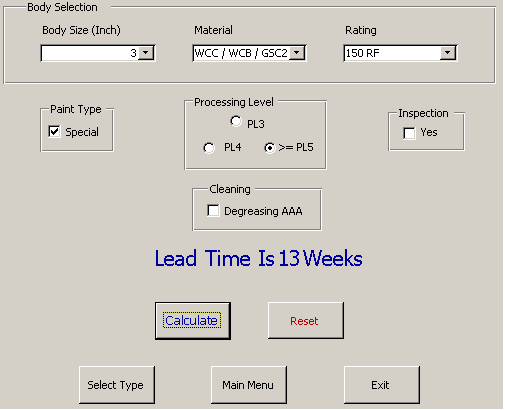 Body Selection
Body Size (Inch) Material Rating
3 WCC / WCB / GSC2 150 RF
Paint Type Processing Level Inspection
Special PL3 Yes
PL4 >= PL5
Cleaning
Degreasing AAA
Lead Time Is 13 Weeks
Calculate Reset
Select Type Main Menu Exit